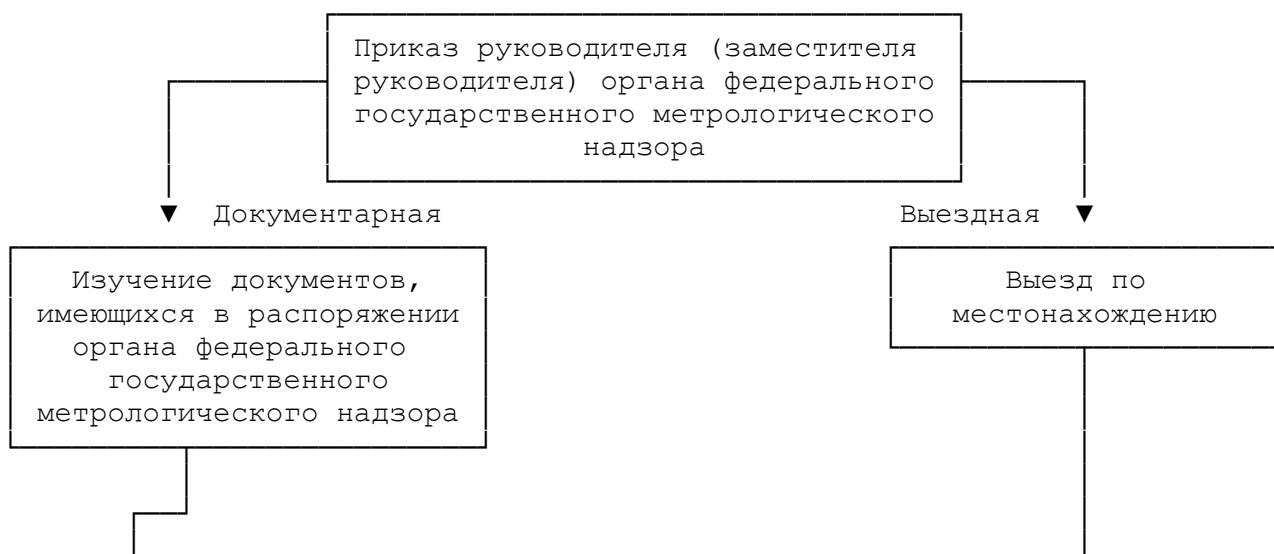 Приказ руководителя (заместителя
руководителя) органа федерального
государственного метрологического
надзора
Документарная
Выездная
Изучение документов,
имеющихся в распоряжении
органа федерального
государственного
метрологического надзора
Выезд по
местонахождению